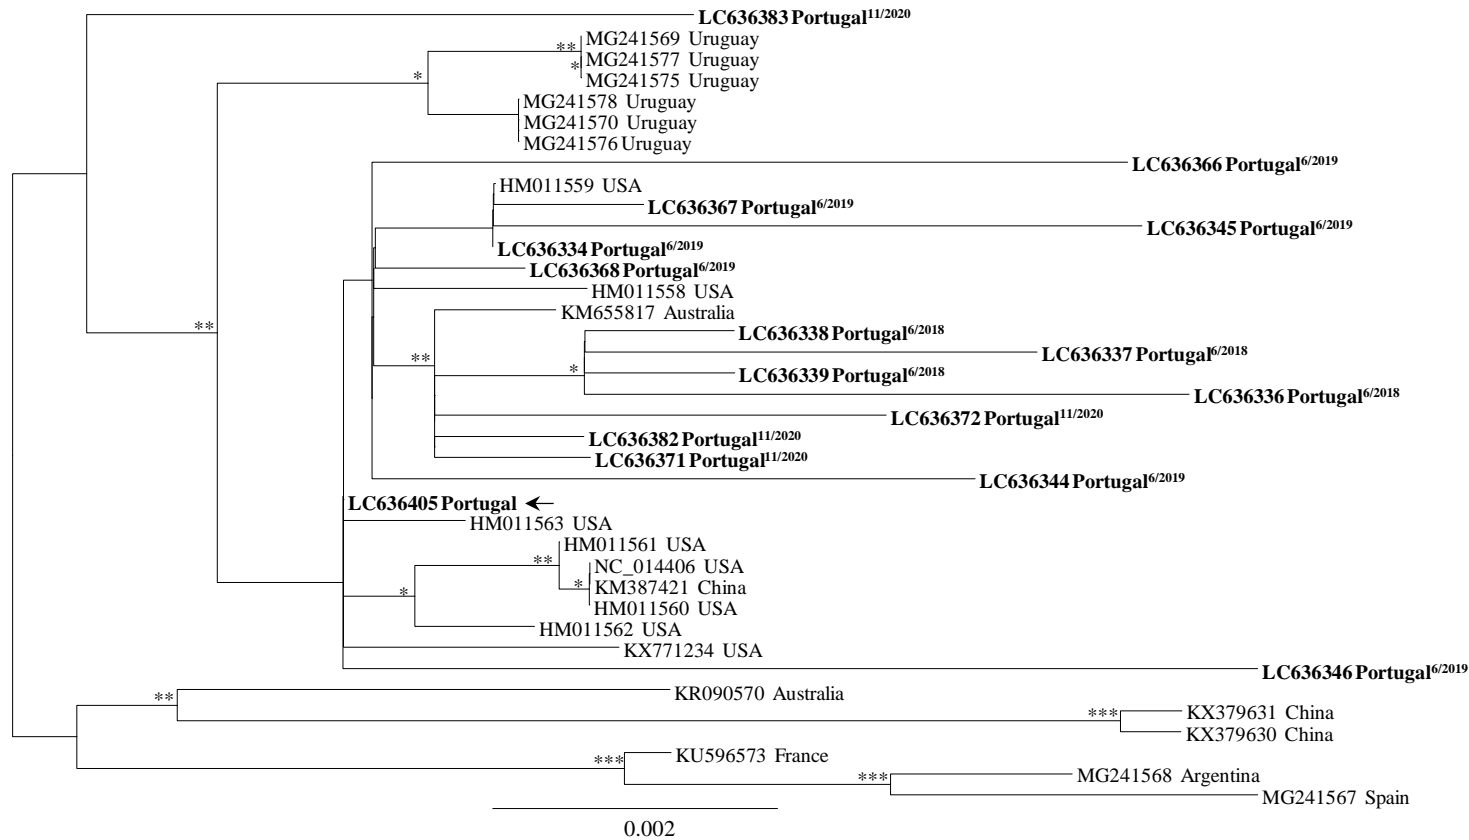 LC636383 Portugal11/2020
**
MG241569 Uruguay
MG241577 Uruguay
*
*
MG241575 Uruguay
MG241578 Uruguay
MG241570 Uruguay
MG241576 Uruguay
LC636366 Portugal6/2019
HM011559 USA
LC636367 Portugal6/2019
LC636345 Portugal6/2019
LC636334 Portugal6/2019
LC636368 Portugal6/2019
HM011558 USA
KM655817 Australia
**
LC636338 Portugal6/2018
**
LC636337 Portugal6/2018
*
LC636339 Portugal6/2018
LC636336 Portugal6/2018
LC636372 Portugal11/2020
LC636382 Portugal11/2020
LC636371 Portugal11/2020
LC636344 Portugal6/2019
LC636405 Portugal
HM011563 USA
HM011561 USA
**
NC_014406 USA
*
KM387421 China
*
HM011560 USA
HM011562 USA
KX771234 USA
LC636346 Portugal6/2019
**
KR090570 Australia
***
KX379631 China
KX379630 China
***
KU596573 France
***
MG241568 Argentina
MG241567 Spain
0.002